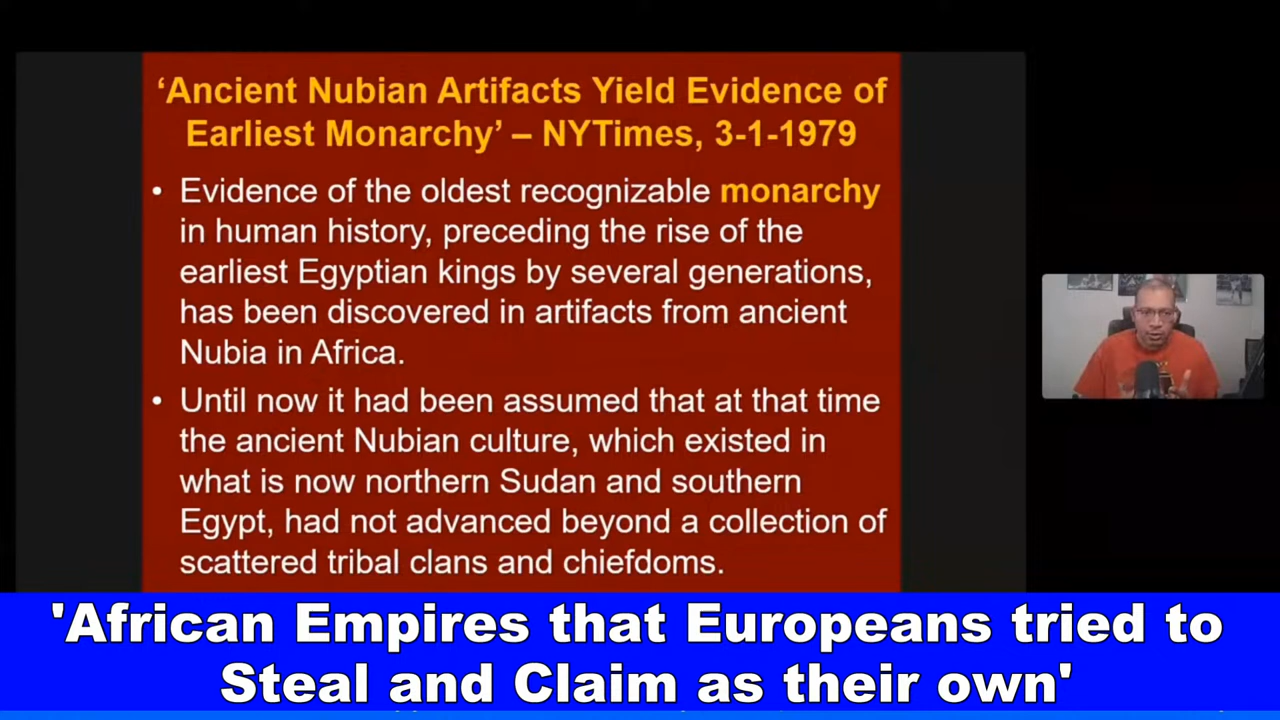 ‘Ancient Nubian Artifacts Yield Evidence of
Earliest Monarchy’ – NYTimes, 3-1-1979
• Evidence of the oldest recognizable monarchy
in human history, preceding the rise of the
earliest Egyptian kings by several generations,
has been discovered in artifacts from ancient
Nubia in Africa.
• Until now it had been assumed that at that time
the ancient Nubian culture, which existed in
what is now northern Sudan and southern
Egypt, had not advanced beyond a collection of
scattered tribal clans and chiefdoms.
'African Empires that Europeans tried to
Steal and Claim as their own'